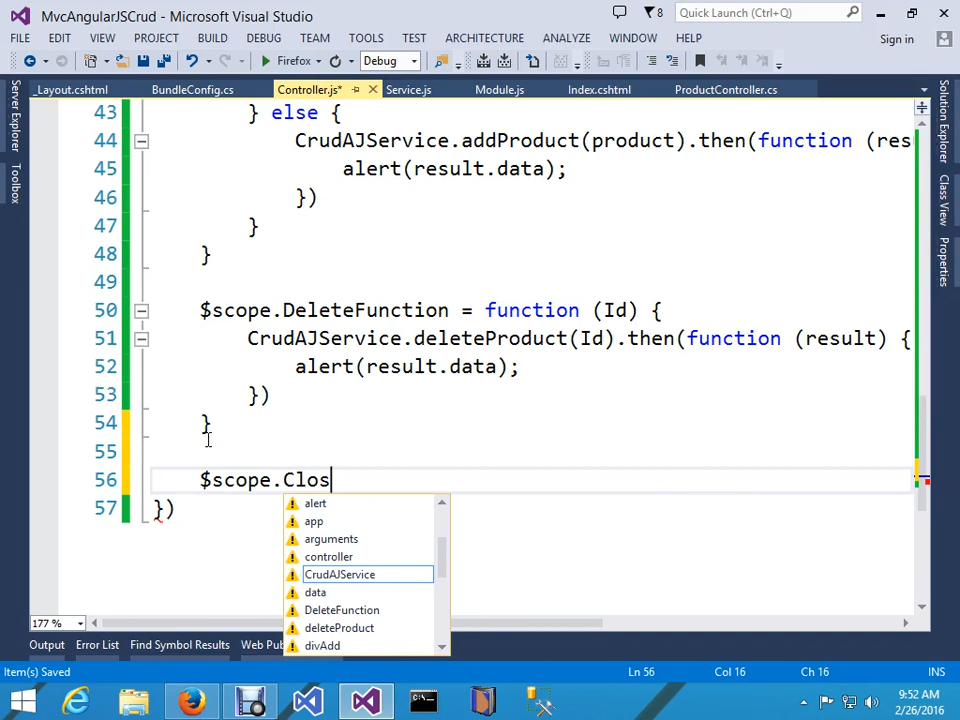 MvcAngularJSCrud - Microsoft Visual Studio
8
Quick Launch (Ctrl+Q)
FILE EDIT VIEW PROJECT BUILD DEBUG TEAM TOOLS TEST ARCHITECTURE ANALYZE WINDOW HELP
Sign in
Firefox Debug
_Layout.cshtml BundleConfig.cs Controller.js* Service.js Module.js Index.cshtml ProductController.cs
Server Explorer
Toolbox
Solution Explorer
Class View
Properties
43 } else {
44 CrudAJService.addProduct(product).then(function (res
45 alert(result.data);
46 })
47 }
48 }
49
50 $scope.DeleteFunction = function (Id) {
51 CrudAJService.deleteProduct(Id).then(function (result) {
52 alert(result.data);
53 })
54 }
55
56 $scope.Clos
57 })
alert
app
arguments
controller
CrudAJService
data
DeleteFunction
deleteProduct
divAdd
177 %
Output Error List Find Symbol Results Web Pu
Item(s) Saved Ln 56 Col 16 Ch 16 INS
9:52 AM
2/26/2016